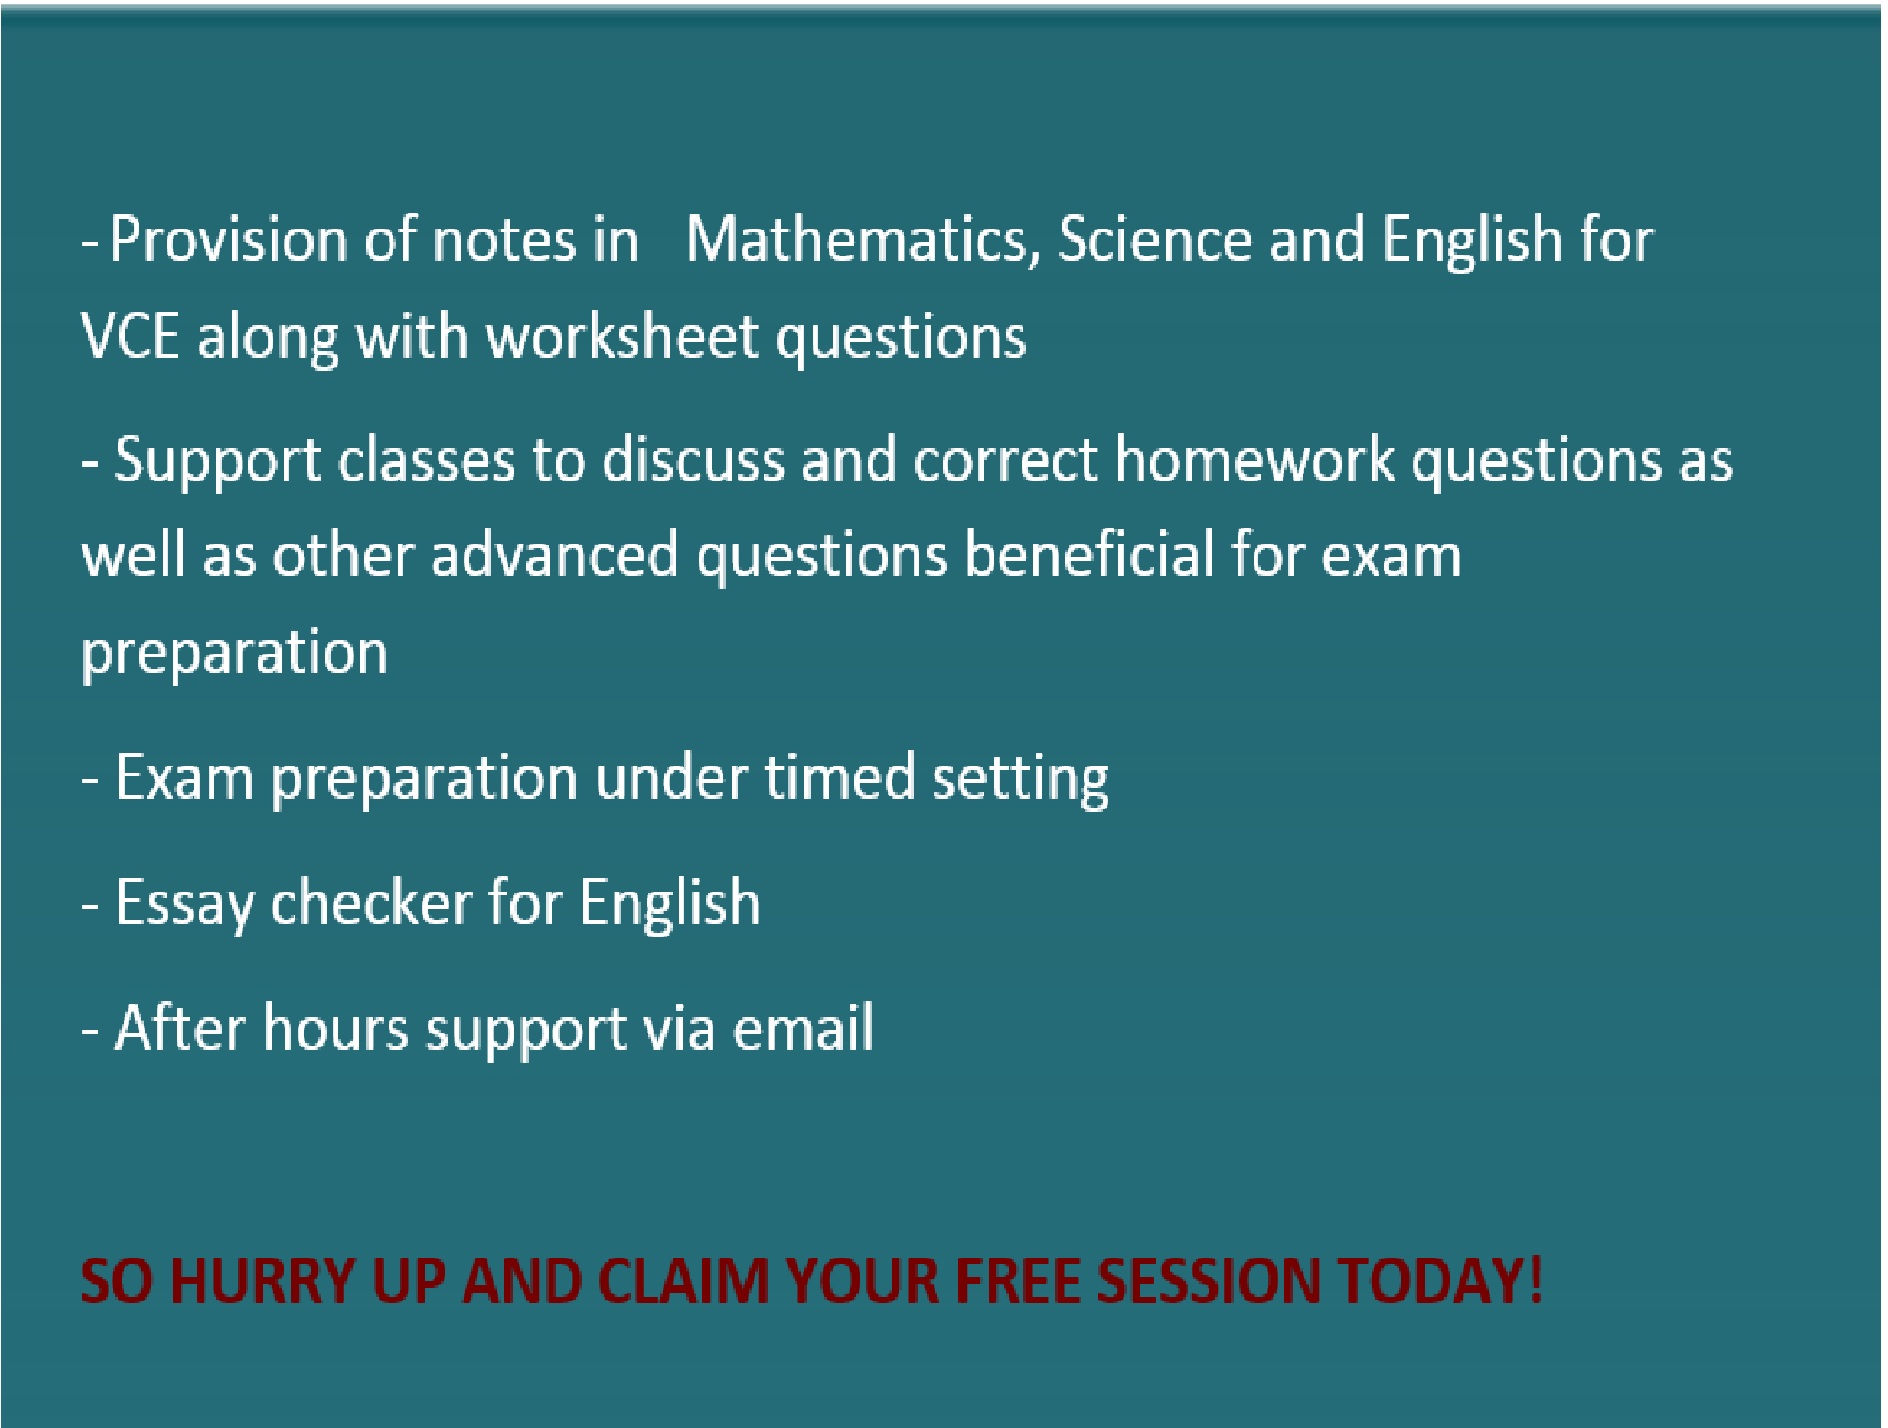 - Provision of notes in   Mathematics, Science and English for
VCE along with worksheet questions
- Support classes to discuss and correct homework questions as
well as other advanced questions beneficial for exam
preparation
- Exam preparation under timed setting
- Essay checker for English
- After hours support via email
SO HURRY UP AND CLAIM YOUR FREE SESSION TODAY!